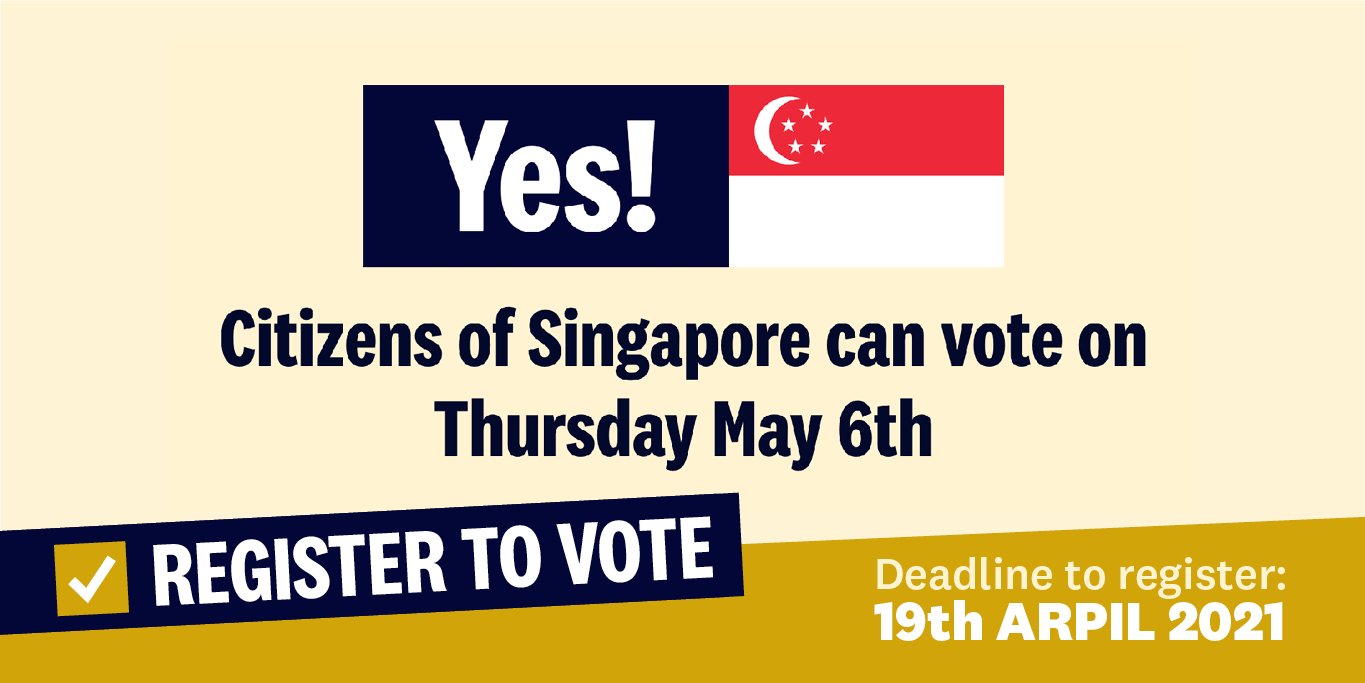 Yes!
Citizens of Singapore can vote on
Thursday May 6th
REGISTER TO VOTE
Deadline to register:
19th ARPIL 2021